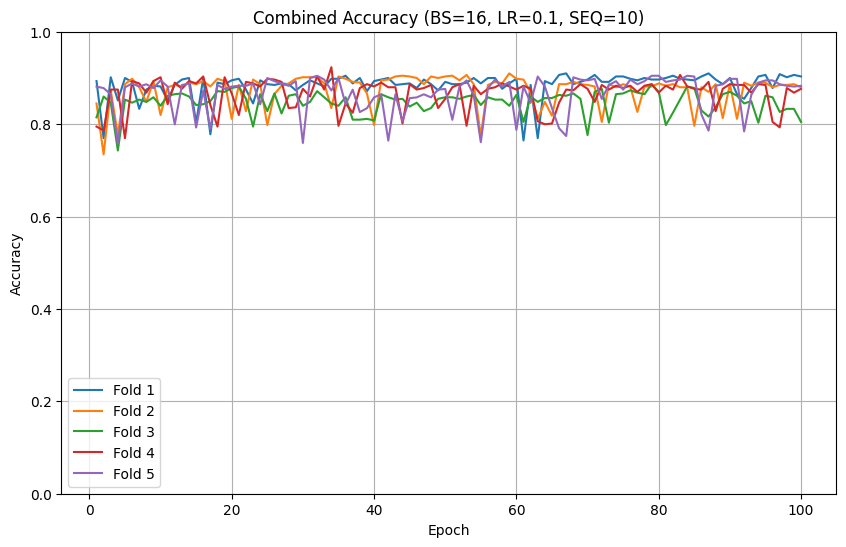 Combined Accuracy (BS=16, LR=0.1, SEQ=10)
Accuracy
1.0
0.8
0.6
0.4
0.2
0.0
Fold 1
Fold 2
Fold 3
Fold 4
Fold 5
0 20 40 60 80 100
Epoch